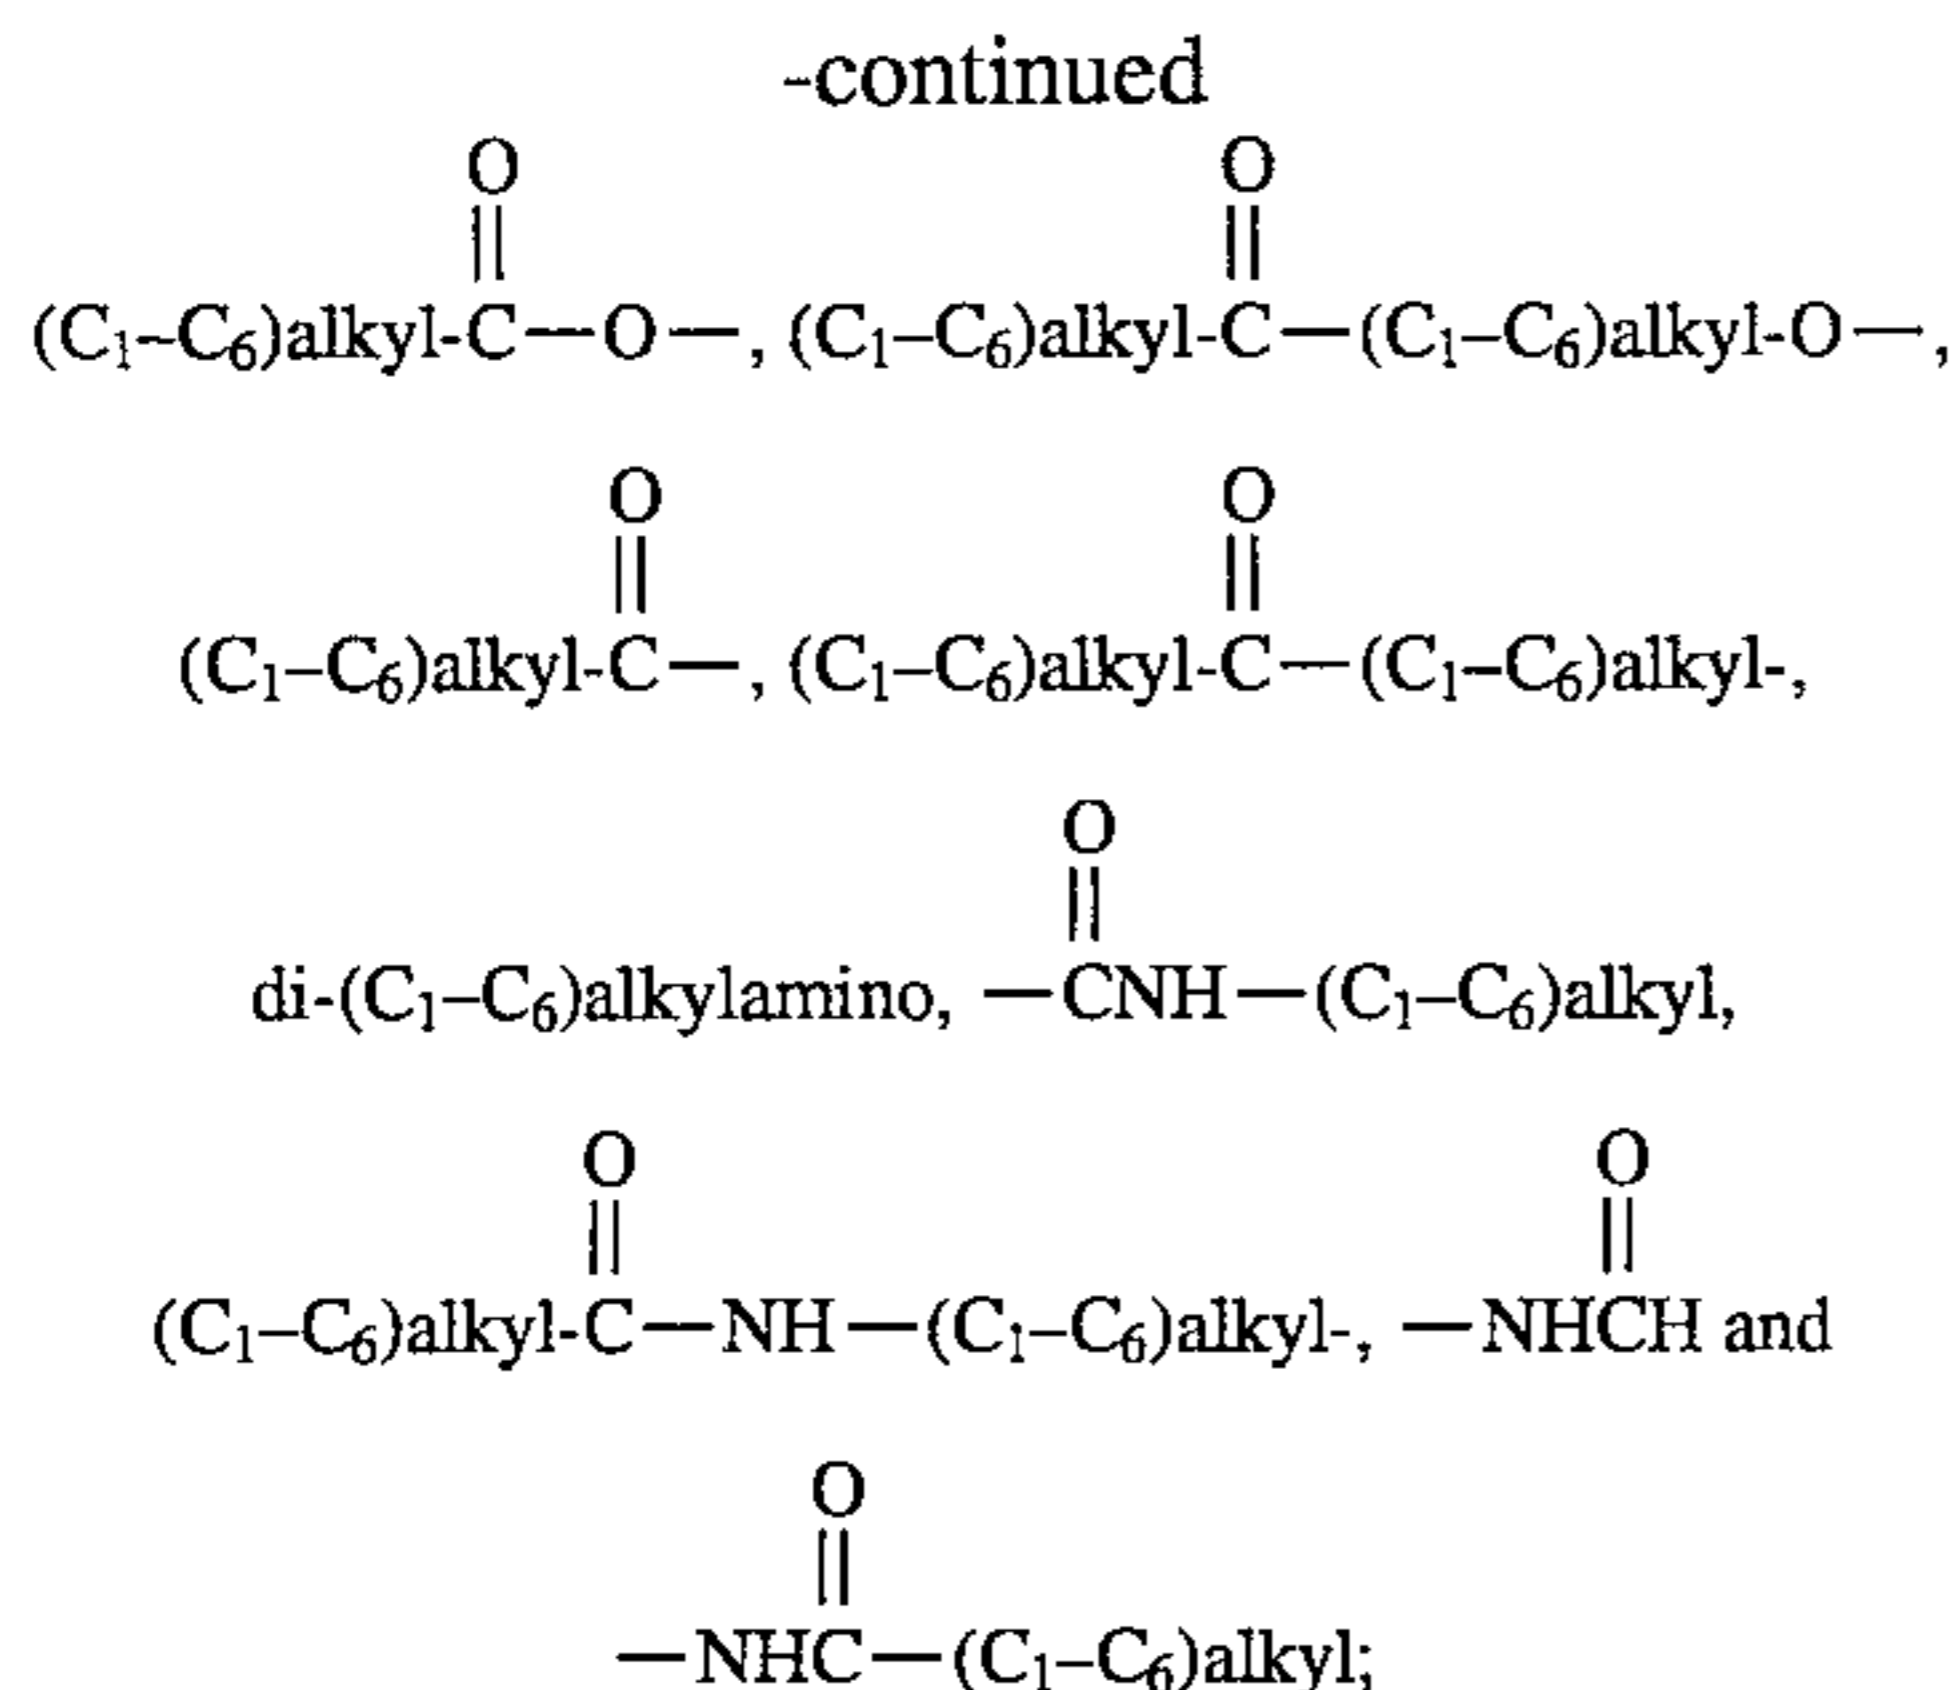 -continued
O O
|| ||
(C₁–C₆)alkyl-C—O—, (C₁–C₆)alkyl-C—(C₁–C₆)alkyl-O—,
O O
|| ||
(C₁–C₆)alkyl-C—, (C₁–C₆)alkyl-C—(C₁–C₆)alkyl-,
O
||
di-(C₁–C₆)alkylamino, —CNH—(C₁–C₆)alkyl,
O O
|| ||
(C₁–C₆)alkyl-C—NH—(C₁–C₆)alkyl-, —NHCH and
O
||
—NHC—(C₁–C₆)alkyl;